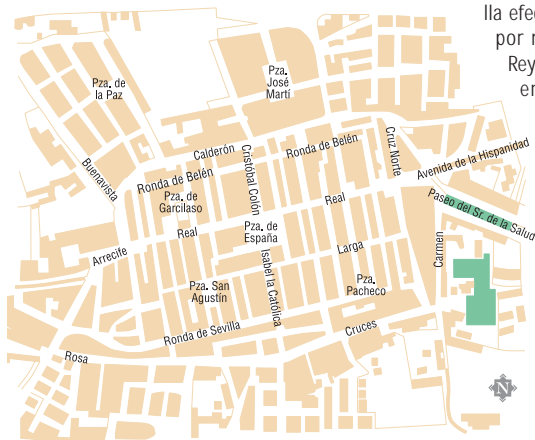 lla efec
por r
Rey
er
Pza. de
la Paz
Pza.
José
Martí
Calderón
Cristóbal Colón
Ronda de Belén
Cruz Norte
Avenida de la Hispanidad
Buenavista
Ronda de Belén
Pza. de
Garcilaso
Real
Paseo del Sr. de la Salud
Real
Pza. de
España
Arrecife
Larga
Carmen
Isabel la Católica
Pza. San
Agustín
Pza.
Pacheco
Ronda de Sevilla
Cruces
Rosa
N